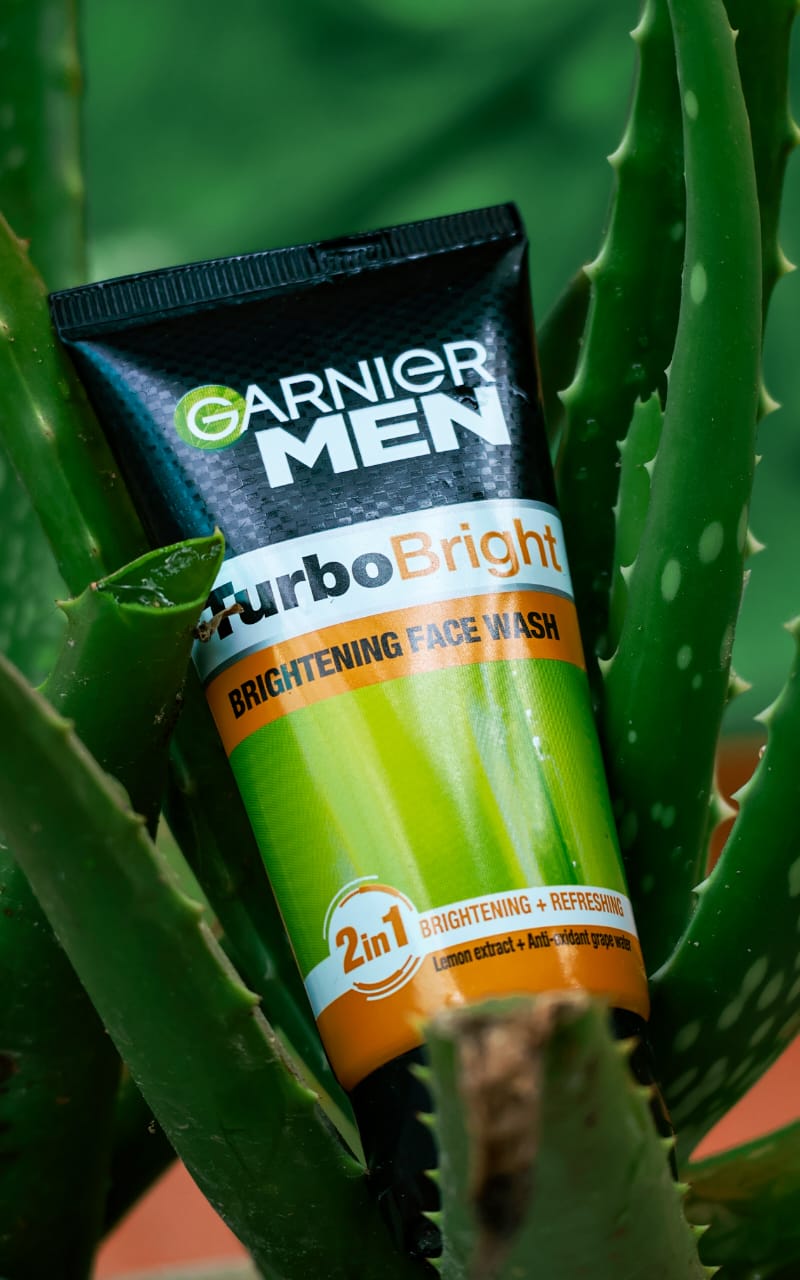 GARNIER
MEN
TurboBright
BRIGHTENING FACE WASH
2in1
BRIGHTENING + REFRESHING
Lemon extract + Anti-oxidant grape water